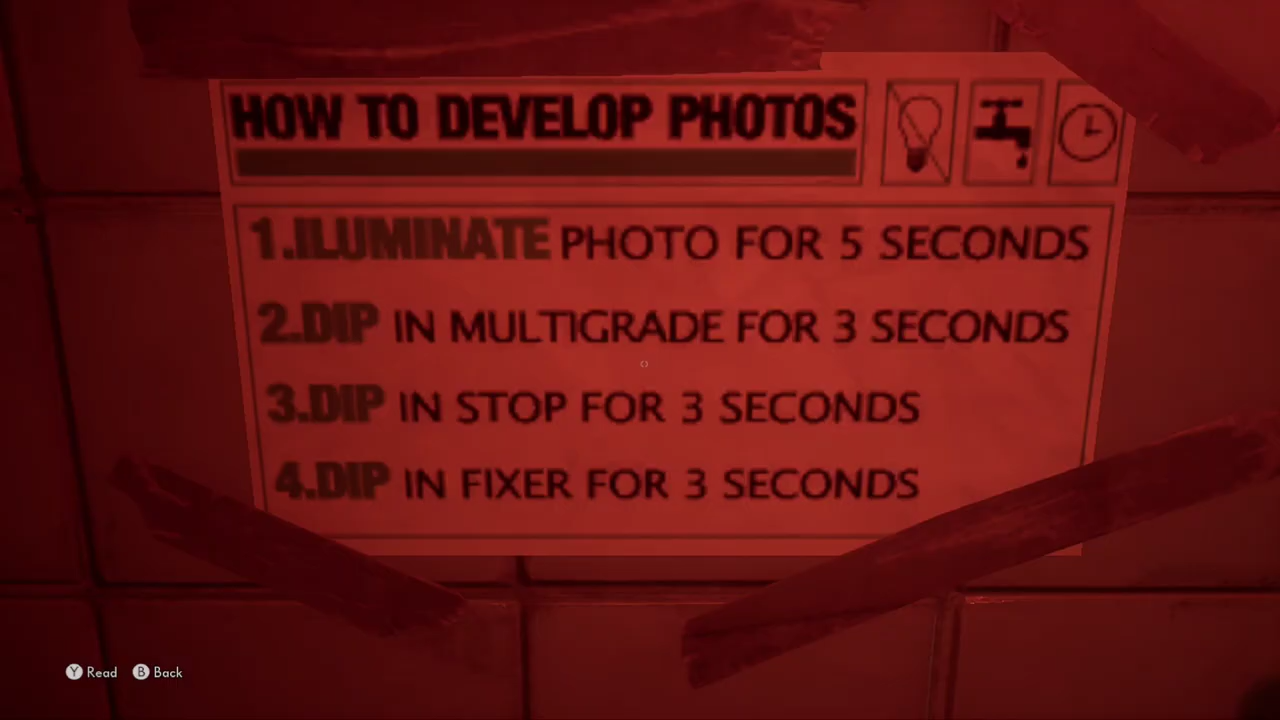 HOW TO DEVELOP PHOTOS
1.ILUMINATE PHOTO FOR 5 SECONDS
2.DIP IN MULTIGRADE FOR 3 SECONDS
3.DIP IN STOP FOR 3 SECONDS
4.DIP IN FIXER FOR 3 SECONDS
Y Read B Back